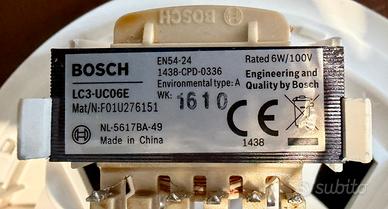 BOSCH
BOSCH
LC3-UC06E
Mat/N:F01U276151
NL-5617BA-49
Made in China
EN54-24
1438-CPD-0336
Environmental type: A
WK: 1610
Rated 6W/100V
Engineering and
Quality by Bosch
CE
1438
subito